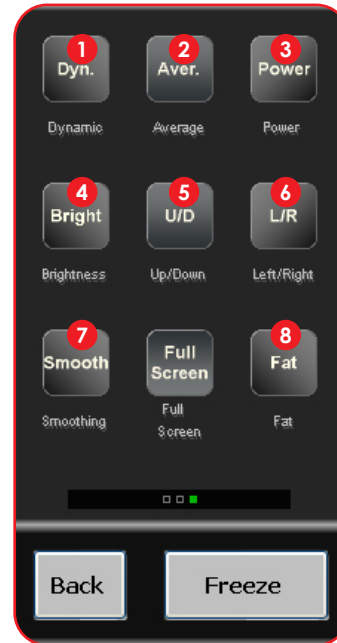 1 2 3
Dyn. Aver. Power
Dynamic Average Power
4 5 6
Bright U/D L/R
Brightness Up/Down Left/Right
7 8
Smooth Full Screen Fat
Smoothing Full Screen Fat
Back Freeze